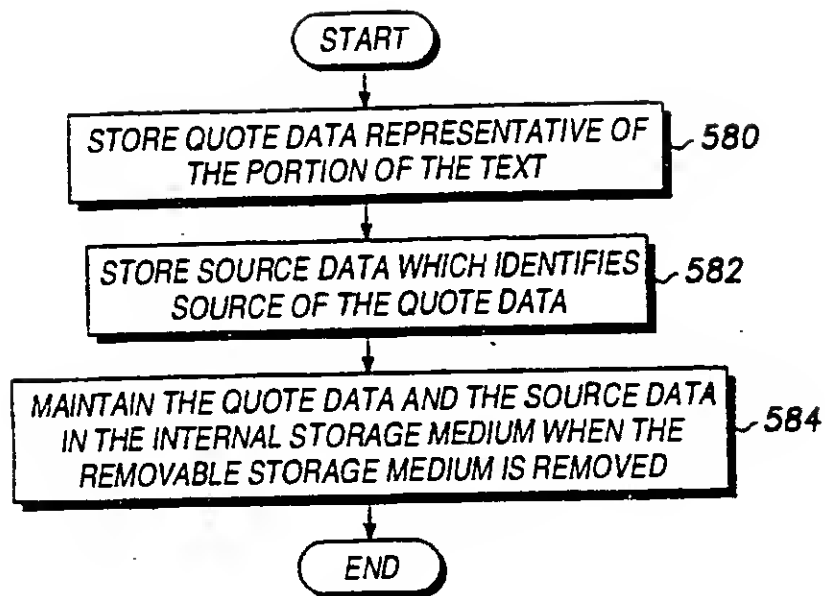 START
STORE QUOTE DATA REPRESENTATIVE OF
THE PORTION OF THE TEXT
580
STORE SOURCE DATA WHICH IDENTIFIES
SOURCE OF THE QUOTE DATA
582
MAINTAIN THE QUOTE DATA AND THE SOURCE DATA
IN THE INTERNAL STORAGE MEDIUM WHEN THE
REMOVABLE STORAGE MEDIUM IS REMOVED
584
END